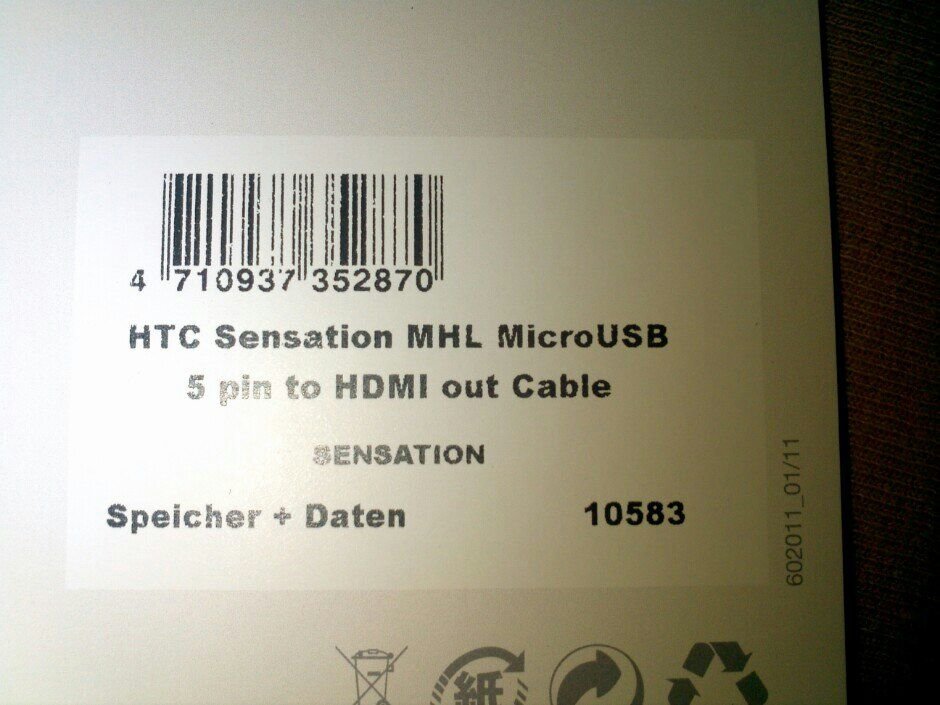 4 710937 352870
HTC Sensation MHL MicroUSB
5 pin to HDMI out Cable
SENSATION
Speicher + Daten 10583
602011_01/11
紙